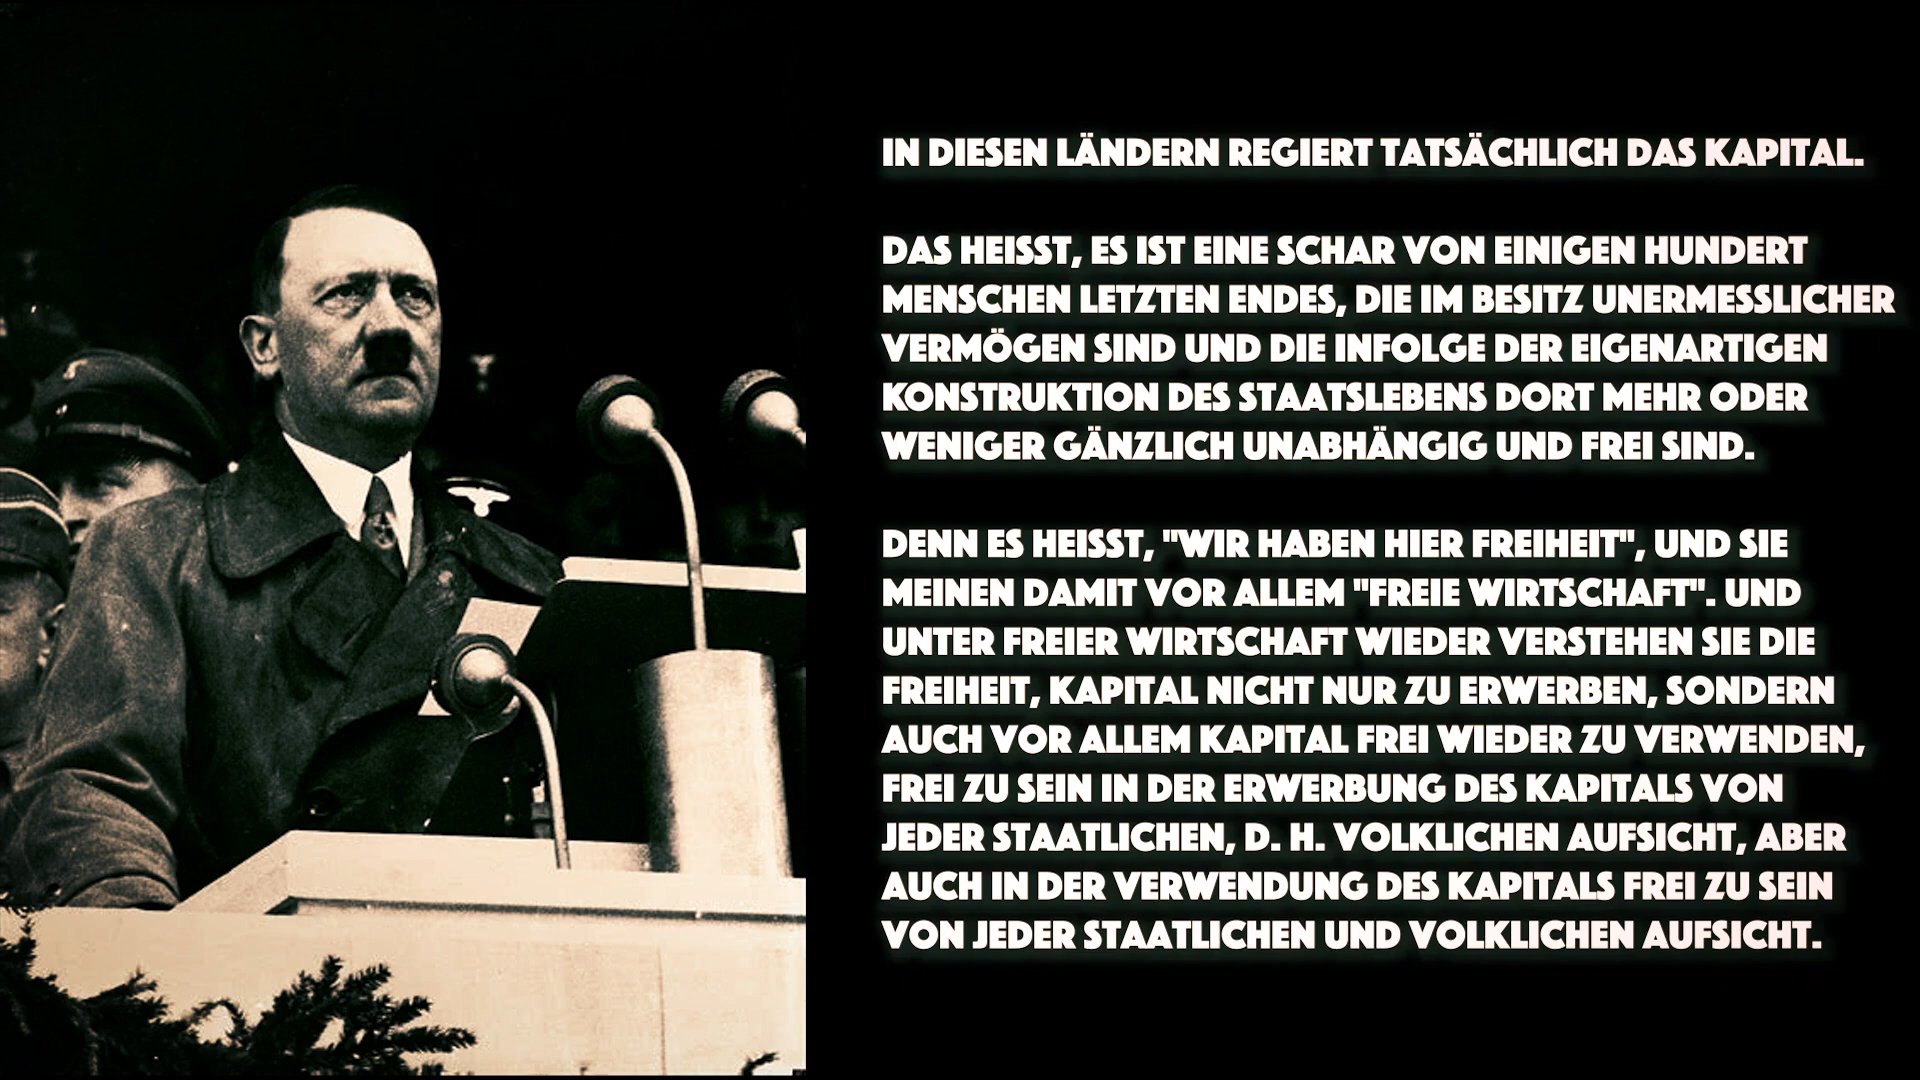 IN DIESEN LÄNDERN REGIERT TATSÄCHLICH DAS KAPITAL.
DAS HEISST, ES IST EINE SCHAR VON EINIGEN HUNDERT
MENSCHEN LETZTEN ENDES, DIE IM BESITZ UNERMESSLICHER
VERMÖGEN SIND UND DIE INFOLGE DER EIGENARTIGEN
KONSTRUKTION DES STAATSLEBENS DORT MEHR ODER
WENIGER GÄNZLICH UNABHÄNGIG UND FREI SIND.
DENN ES HEISST, "WIR HABEN HIER FREIHEIT", UND SIE
MEINEN DAMIT VOR ALLEM "FREIE WIRTSCHAFT". UND
UNTER FREIER WIRTSCHAFT WIEDER VERSTEHEN SIE DIE
FREIHEIT, KAPITAL NICHT NUR ZU ERWERBEN, SONDERN
AUCH VOR ALLEM KAPITAL FREI WIEDER ZU VERWENDEN,
FREI ZU SEIN IN DER ERWERBUNG DES KAPITALS VON
JEDER STAATLICHEN, D. H. VOLKLICHEN AUFSICHT, ABER
AUCH IN DER VERWENDUNG DES KAPITALS FREI ZU SEIN
VON JEDER STAATLICHEN UND VOLKLICHEN AUFSICHT.